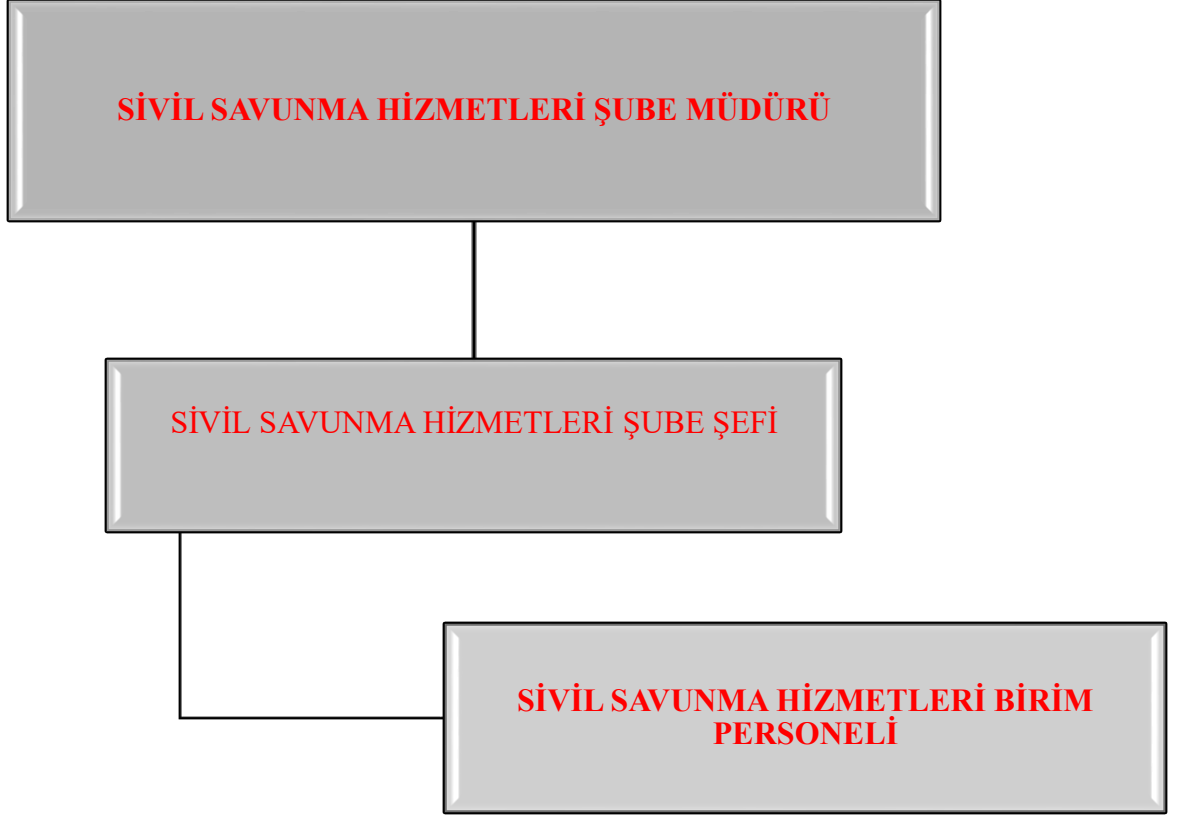 SİVİL SAVUNMA HİZMETLERİ ŞUBE MÜDÜRÜ
SİVİL SAVUNMA HİZMETLERİ ŞUBE ŞEFİ
SİVİL SAVUNMA HİZMETLERİ BİRİM
PERSONELİ